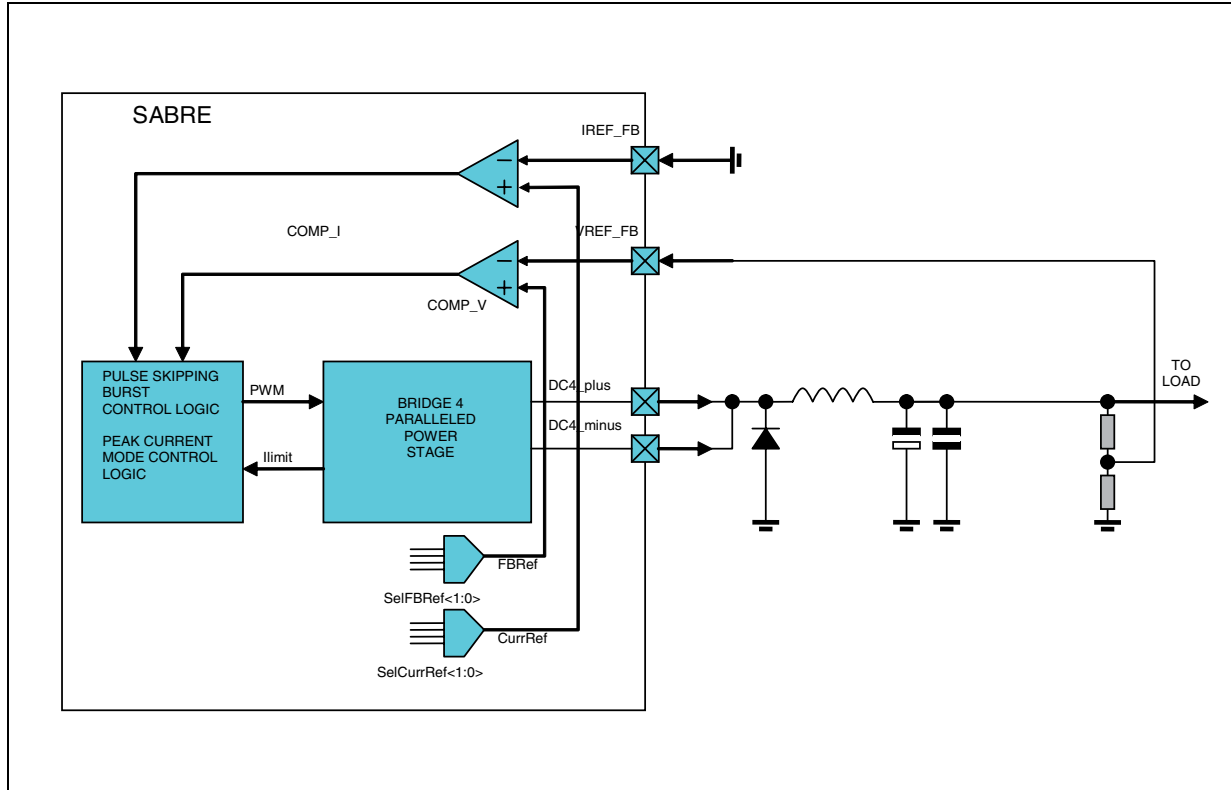 SABRE
IREF_FB
COMP_I
VREF_FB
COMP_V
PULSE SKIPPING
BURST
CONTROL LOGIC
PEAK CURRENT
MODE CONTROL
LOGIC
PWM
Ilimit
BRIDGE 4
PARALLELED
POWER
STAGE
DC4_plus
DC4_minus
TO
LOAD
FBRef
SelFBRef<1:0>
CurrRef
SelCurrRef<1:0>